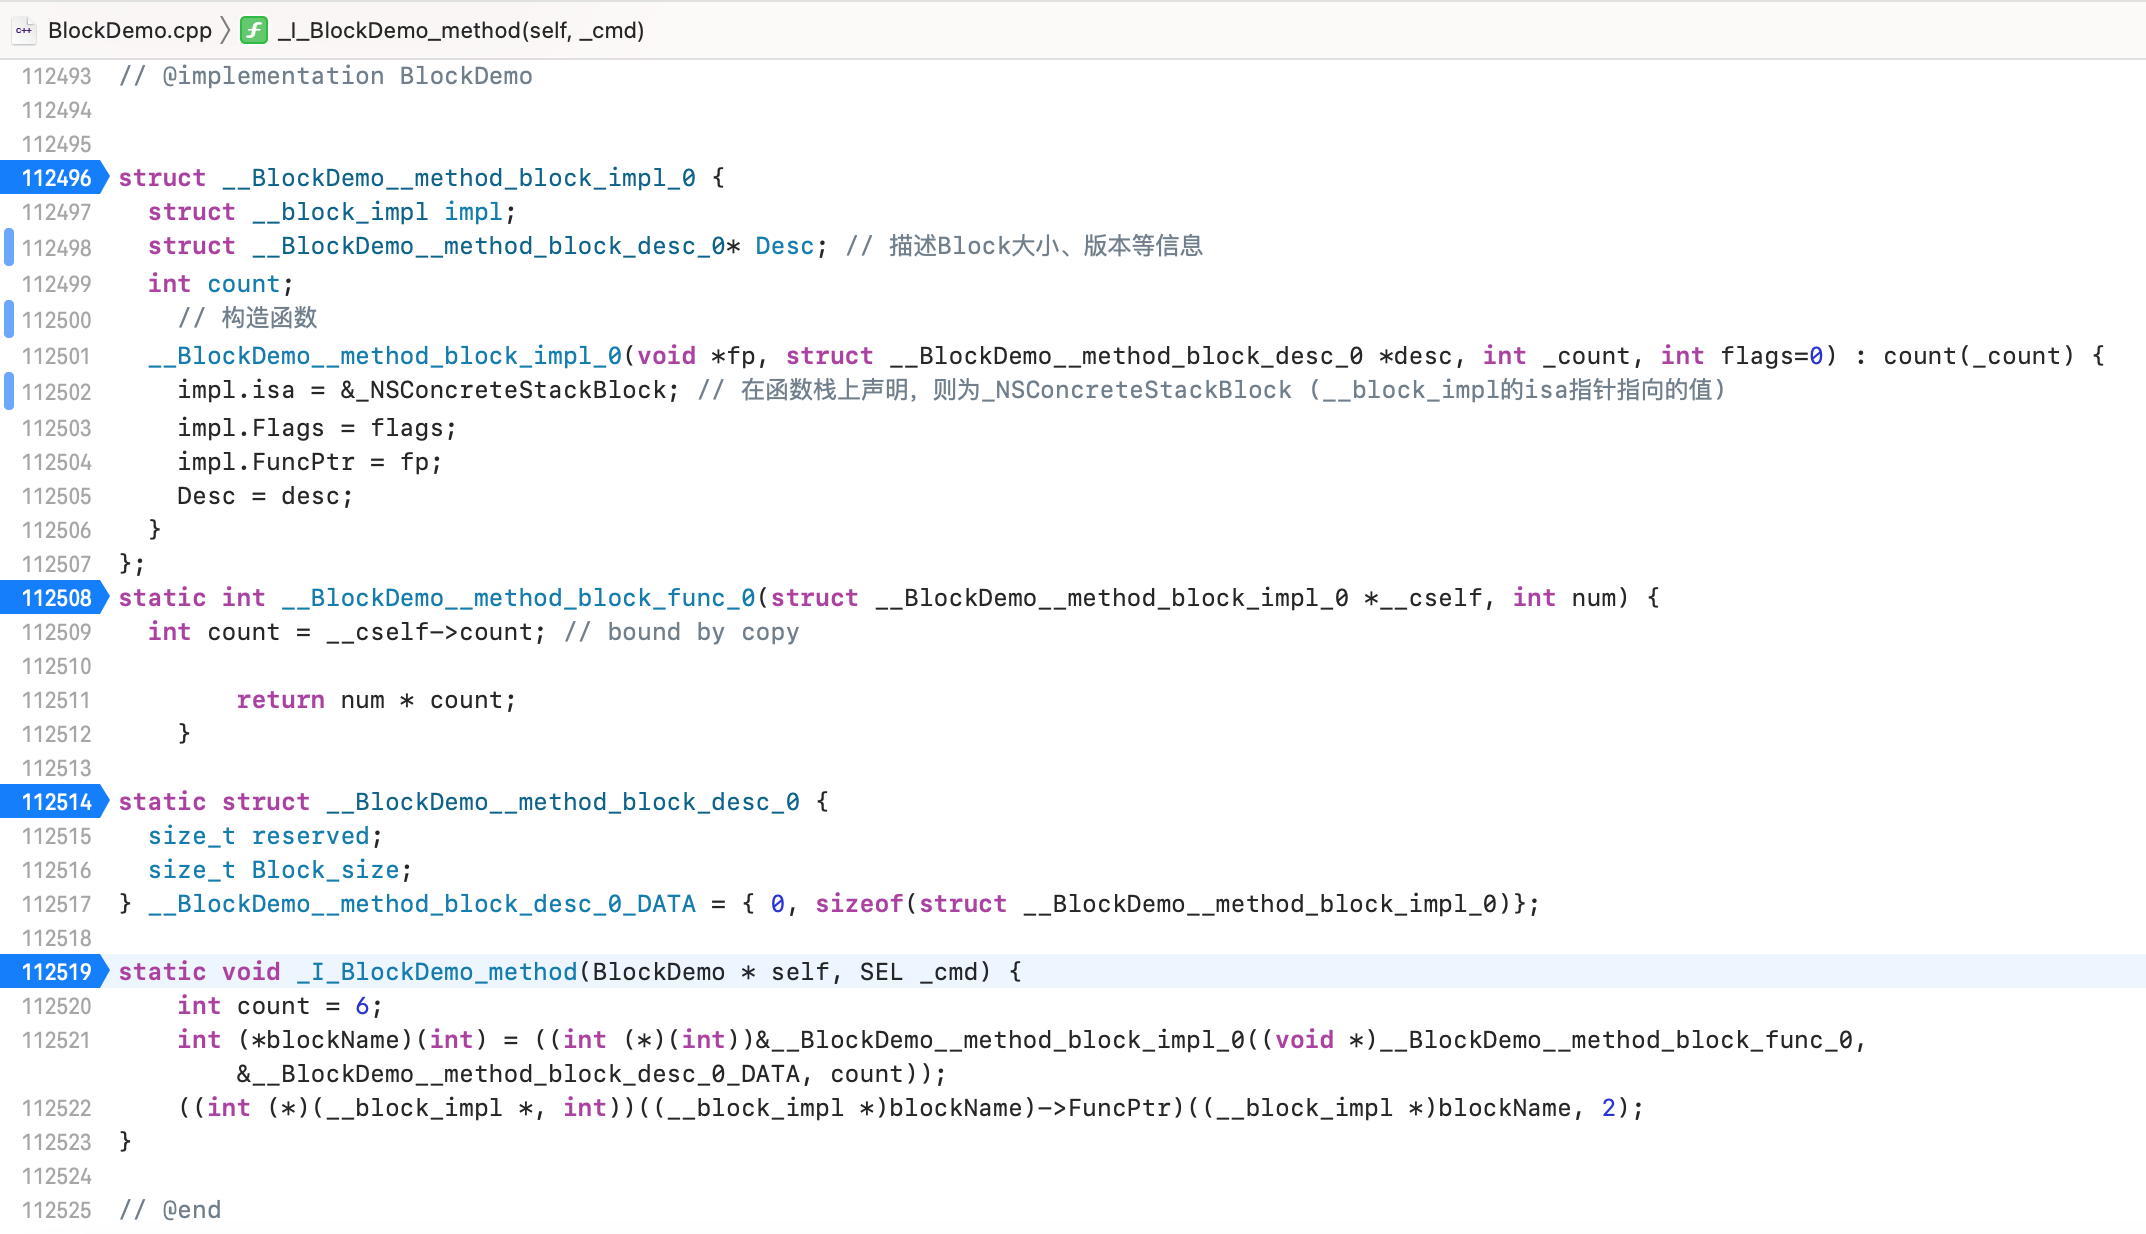 C++ BlockDemo.cpp 〉 f _I_BlockDemo_method(self, _cmd)
112493 // @implementation BlockDemo
112494
112495
112496 struct __BlockDemo__method_block_impl_0 {
112497 struct __block_impl impl;
112498 struct __BlockDemo__method_block_desc_0* Desc; // 描述Block大小、版本等信息
112499 int count;
112500 // 构造函数
112501 __BlockDemo__method_block_impl_0(void *fp, struct __BlockDemo__method_block_desc_0 *desc, int _count, int flags=0) : count(_count) {
112502 impl.isa = &_NSConcreteStackBlock; // 在函数栈上声明，则为_NSConcreteStackBlock (__block_impl的isa指针指向的值)
112503 impl.Flags = flags;
112504 impl.FuncPtr = fp;
112505 Desc = desc;
112506 }
112507 };
112508 static int __BlockDemo__method_block_func_0(struct __BlockDemo__method_block_impl_0 *__cself, int num) {
112509 int count = __cself->count; // bound by copy
112510
112511 return num * count;
112512 }
112513
112514 static struct __BlockDemo__method_block_desc_0 {
112515 size_t reserved;
112516 size_t Block_size;
112517 } __BlockDemo__method_block_desc_0_DATA = { 0, sizeof(struct __BlockDemo__method_block_impl_0)};
112518
112519 static void _I_BlockDemo_method(BlockDemo * self, SEL _cmd) {
112520 int count = 6;
112521 int (*blockName)(int) = ((int (*)(int))&__BlockDemo__method_block_impl_0((void *)__BlockDemo__method_block_func_0,
&__BlockDemo__method_block_desc_0_DATA, count));
112522 ((int (*)(__block_impl *, int))((__block_impl *)blockName)->FuncPtr)((__block_impl *)blockName, 2);
112523 }
112524
112525 // @end